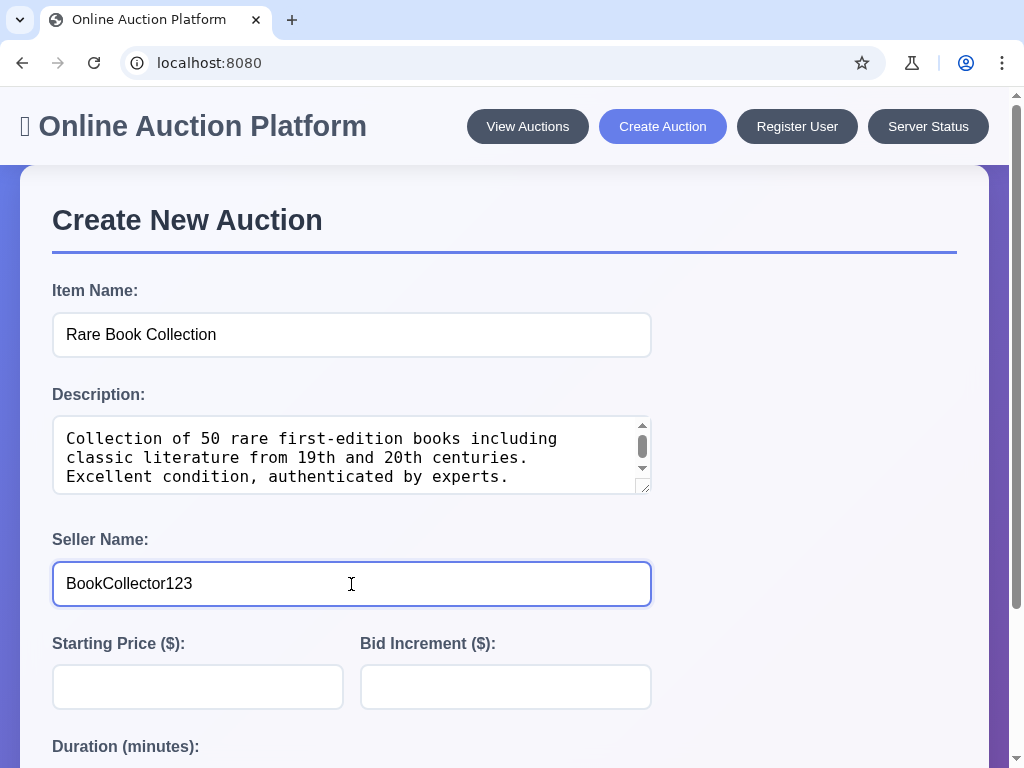 Online Auction Platform
localhost:8080
Online Auction Platform
View Auctions
Create Auction
Register User
Server Status
Create New Auction
Item Name:
Rare Book Collection
Description:
Collection of 50 rare first-edition books including
classic literature from 19th and 20th centuries.
Excellent condition, authenticated by experts.
Seller Name:
BookCollector123
Starting Price ($):
Bid Increment ($):
Duration (minutes):